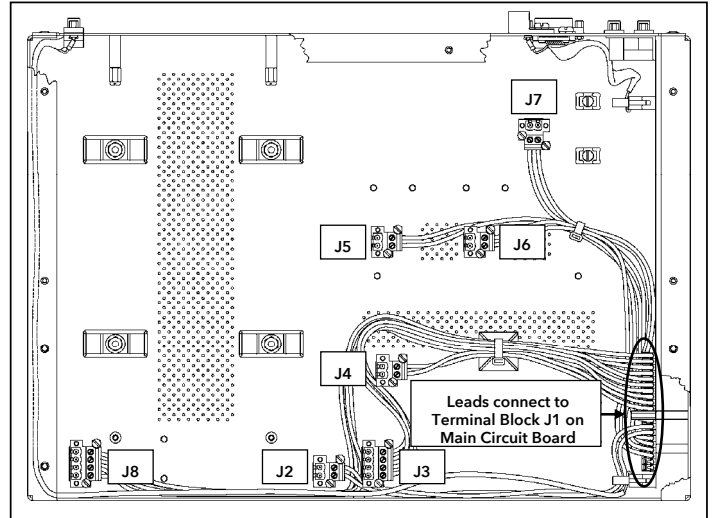 J7
J5
J6
J4
Leads connect to
Terminal Block J1 on
Main Circuit Board
J8
J2
J3